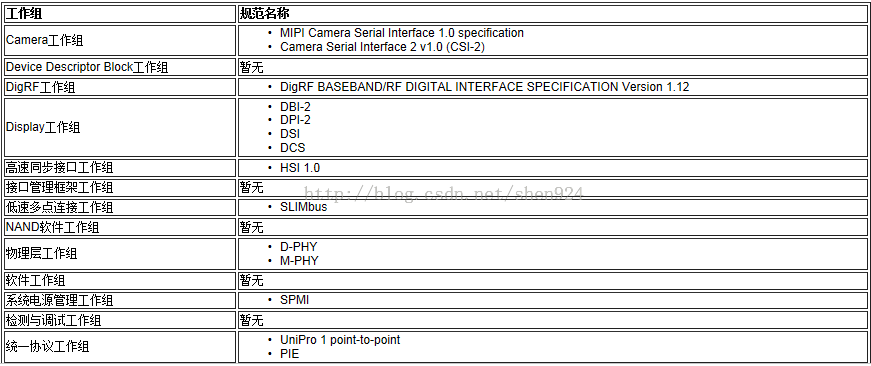 工作组 规范名称
Camera工作组
• MIPI Camera Serial Interface 1.0 specification
• Camera Serial Interface 2 v1.0 (CSI-2)
Device Descriptor Block工作组 暂无
DigRF工作组 • DigRF BASEBAND/RF DIGITAL INTERFACE SPECIFICATION Version 1.12
Display工作组
• DBI-2
• DPI-2
• DSI
• DCS
高速同步接口工作组 • HSI 1.0
接口管理框架工作组 暂无
http://blog.csdn.net/shen924
低速多点连接工作组 • SLIMbus
NAND软件工作组 暂无
物理层工作组
• D-PHY
• M-PHY
软件工作组 暂无
系统电源管理工作组 • SPMI
检测与调试工作组 暂无
统一协议工作组
• UniPro 1 point-to-point
• PIE